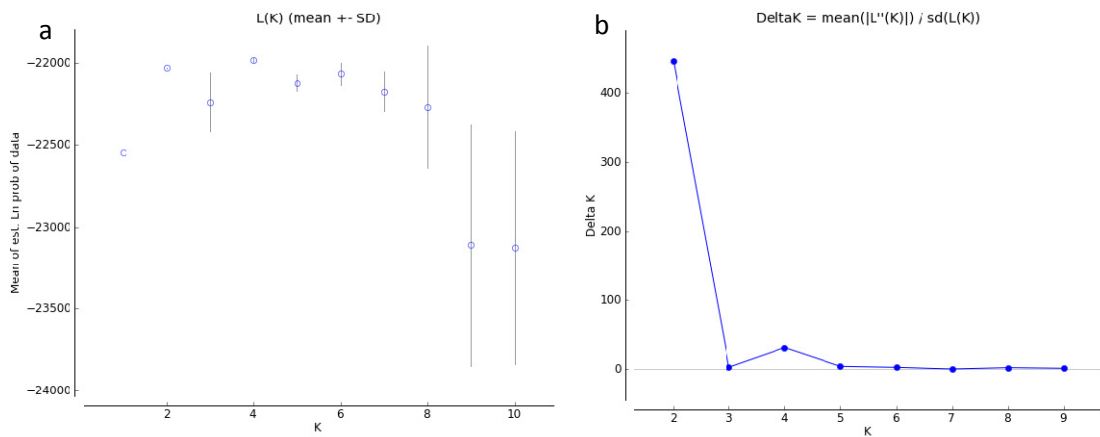 a
L(K) (mean +- SD)
Mean of est. Ln prob of data
−22000
−22500
−23000
−23500
−24000
2
4
6
8
10
K
b
DeltaK = mean(|L''(K)|) / sd(L(K))
Delta K
400
300
200
100
0
2
3
4
5
6
7
8
9
K